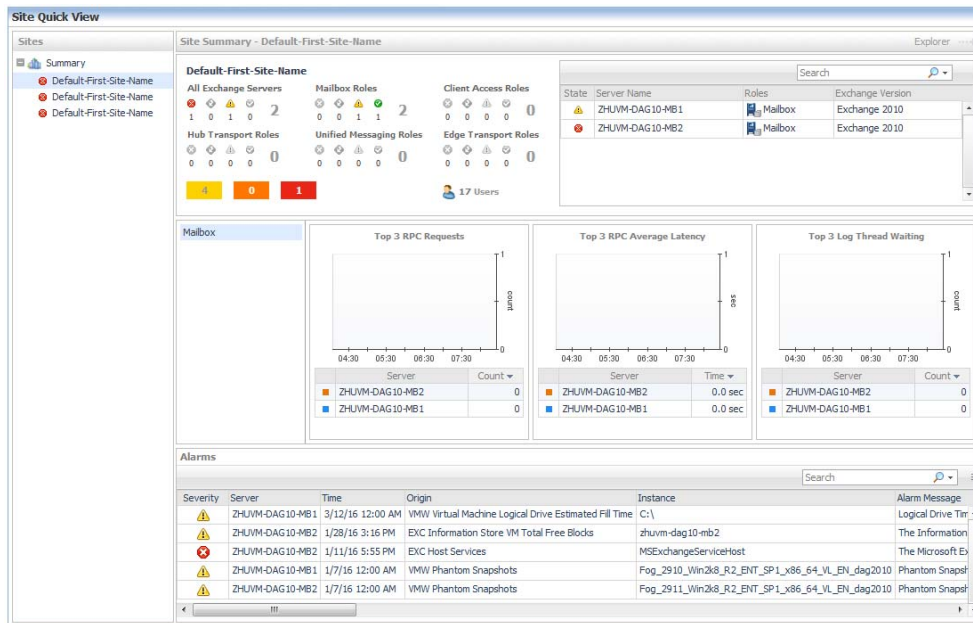 Site Quick View
Sites
Summary
Default-First-Site-Name
Default-First-Site-Name
Default-First-Site-Name
Site Summary - Default-First-Site-Name
Explorer
Default-First-Site-Name
All Exchange Servers Mailbox Roles Client Access Roles
1 0 1 0 2 0 0 1 1 2 0 0 0 0 0
Hub Transport Roles Unified Messaging Roles Edge Transport Roles
0 0 0 0 0 0 0 0 0 0 0 0 0 0 0
4 0 1 17 Users
Search
State Server Name Roles Exchange Version
ZHUVM-DAG10-MB1 Mailbox Exchange 2010
ZHUVM-DAG10-MB2 Mailbox Exchange 2010
Mailbox
Top 3 RPC Requests
1
count
0
04:30 05:30 06:30 07:30
Server Count
ZHUVM-DAG10-MB2 0
ZHUVM-DAG10-MB1 0
Top 3 RPC Average Latency
1
sec
0
04:30 05:30 06:30 07:30
Server Time
ZHUVM-DAG10-MB2 0.0 sec
ZHUVM-DAG10-MB1 0.0 sec
Top 3 Log Thread Waiting
1
count
0
04:30 05:30 06:30 07:30
Server Count
ZHUVM-DAG10-MB2 0
ZHUVM-DAG10-MB1 0
Alarms
Search
Severity Server Time Origin Instance Alarm Message
ZHUVM-DAG10-MB1 3/12/16 12:00 AM VMW Virtual Machine Logical Drive Estimated Fill Time C:\ Logical Drive Tim
ZHUVM-DAG10-MB2 1/28/16 3:16 PM EXC Information Store VM Total Free Blocks zhuvm-dag10-mb2 The Information
ZHUVM-DAG10-MB2 1/11/16 5:55 PM EXC Host Services MSExchangeServiceHost The Microsoft Ex
ZHUVM-DAG10-MB1 1/7/16 12:00 AM VMW Phantom Snapshots Fog_2910_Win2k8_R2_ENT_SP1_x86_64_VL_EN_dag2010 Phantom Snapsh
ZHUVM-DAG10-MB2 1/7/16 12:00 AM VMW Phantom Snapshots Fog_2911_Win2k8_R2_ENT_SP1_x86_64_VL_EN_dag2010 Phantom Snapsh